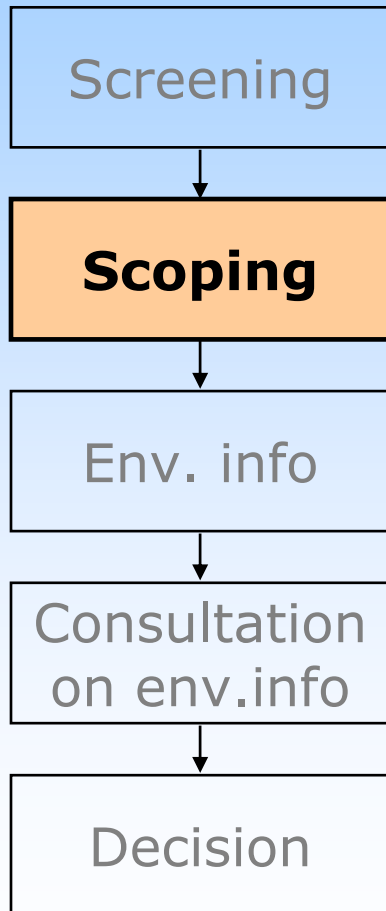 Screening
Scoping
Env. info
Consultation
on env.info
Decision